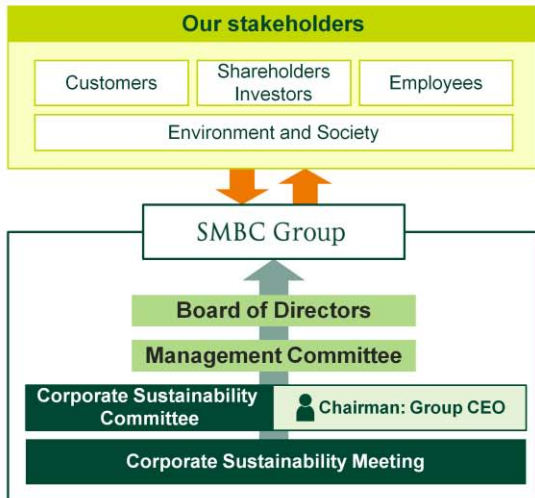 Our stakeholders
Customers
Shareholders
Investors
Employees
Environment and Society
SMBC Group
Board of Directors
Management Committee
Corporate Sustainability
Committee
Chairman: Group CEO
Corporate Sustainability Meeting